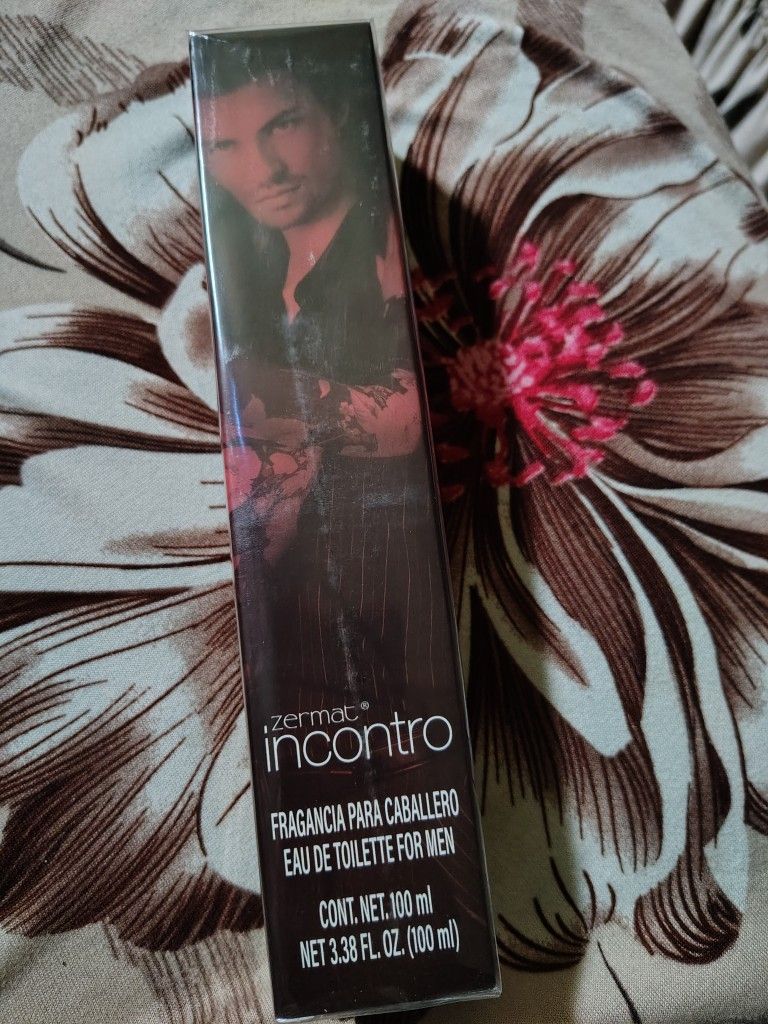 zermat®
incontro
FRAGANCIA PARA CABALLERO
EAU DE TOILETTE FOR MEN
CONT. NET. 100 ml
NET 3.38 FL. OZ. (100 ml)